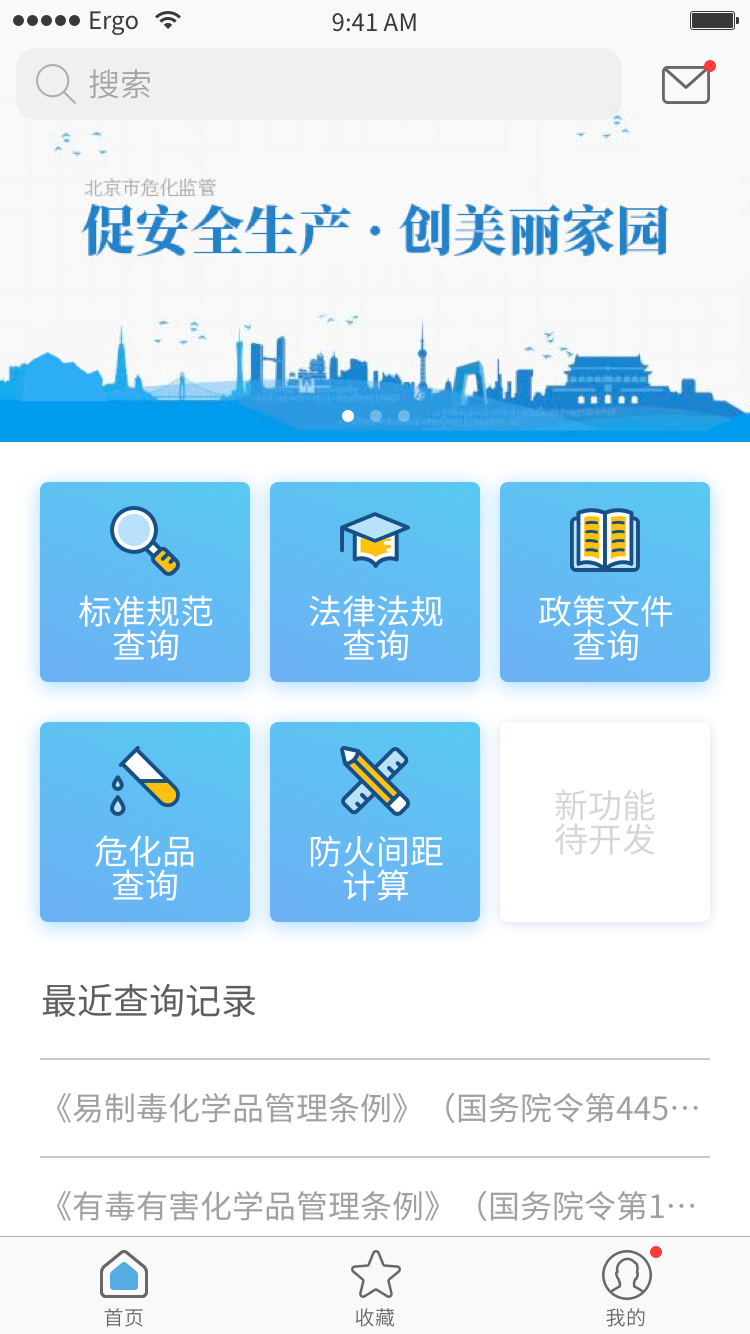 Ergo
9:41 AM
搜索
北京市危化监管
促安全生产·创美丽家园
标准规范
查询
法律法规
查询
政策文件
查询
危化品
查询
防火间距
计算
新功能
待开发
最近查询记录
《易制毒化学品管理条例》（国务院令第445…
《有毒有害化学品管理条例》（国务院令第1…
首页
收藏
我的